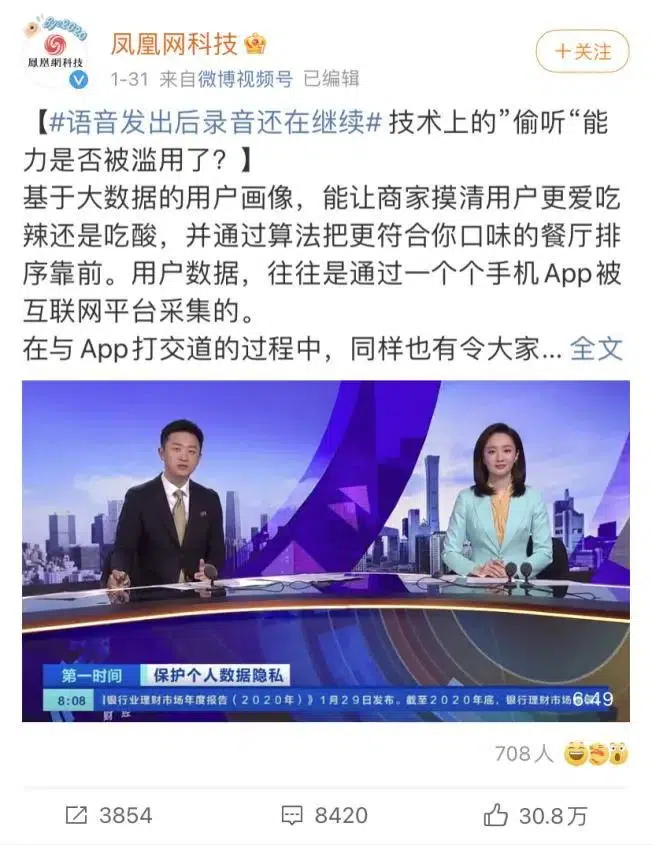 Bye2020
鳳凰網科技
凤凰网科技
＋关注
1-31 来自微博视频号 已编辑
【#语音发出后录音还在继续# 技术上的”偷听“能
力是否被滥用了？】
基于大数据的用户画像，能让商家摸清用户更爱吃
辣还是吃酸，并通过算法把更符合你口味的餐厅排
序靠前。用户数据，往往是通过一个个手机App被
互联网平台采集的。
在与App打交道的过程中，同样也有令大家... 全文
第一时间 保护个人数据隐私
8:08 银行业理财市场年度报告（2020年）》1月29日发布。截至2020年底，银行理财市场
6:49
财
708人
3854 8420 30.8万